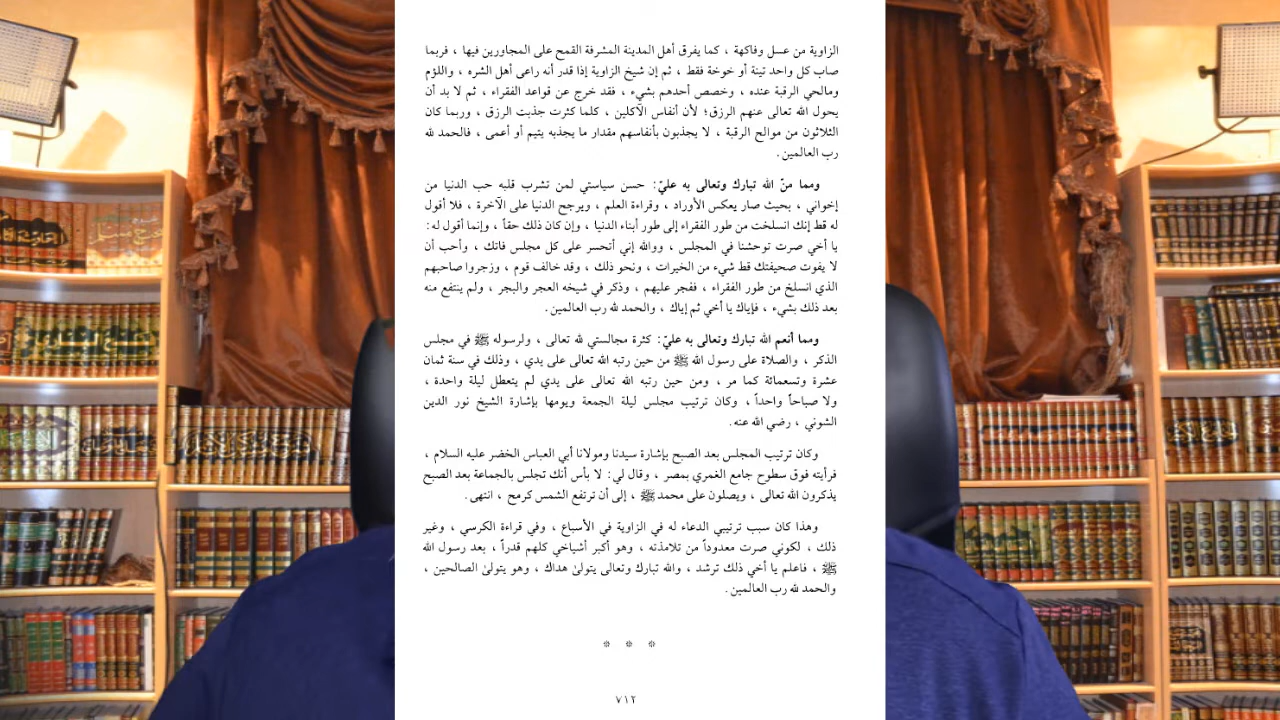 الزاوية من عسل وفاكهة ، كما يفرق أهل المدينة المشرفة القمح على المجاورين فيها ، فربما
صاب كل واحد تينة أو خوخة فقط ، ثم إن شيخ الزاوية إذا قدر أنه راعى أهل الشره ، واللؤم
ومالحي الرقبة عنده ، وخصص أحدهم بشيء ، فقد خرج عن قواعد الفقراء ، ثم لا بد أن
يحول الله تعالى عنهم الرزق؛ لأن أنفاس الآكلين ، كلما كثرت جذبت الرزق ، وربما كان
الثلاثون من موالح الرقبة ، لا يجذبون بأنفاسهم مقدار ما يجذبه يتيم أو أعمى ، فالحمد لله
رب العالمين .
ومما منّ الله تبارك وتعالى به عليّ : حسن سياستي لمن تشرب قلبه حب الدنيا من
إخواني ، بحيث صار يعكس الأوراد ، وقراءة العلم ، ويرجح الدنيا على الآخرة ، فلا أقول
له قط إنك انسلخت من طور الفقراء إلى طور أبناء الدنيا ، وإن كان ذلك حقاً ، وإنما أقول له :
يا أخي صرت توحشنا في المجلس ، ووالله إني أتحسر على كل مجلس فاتك ، وأحب أن
لا يفوت صحيفتك قط شيء من الخيرات ، ونحو ذلك ، وقد خالف قوم ، وزجروا صاحبهم
الذي انسلخ من طور الفقراء ، ففجر عليهم ، وذكر في شيخه العجر والبجر ، ولم ينتفع منه
بعد ذلك بشيء ، فإياك يا أخي ثم إياك ، والحمد لله رب العالمين .
ومما أنعم الله تبارك وتعالى به عليّ : كثرة مجالستي لله تعالى ، ولرسوله ﷺ في مجلس
الذكر ، والصلاة على رسول الله ﷺ من حين رتبه الله تعالى على يدي ، وذلك في سنة ثمان
عشرة وتسعمائة كما مر ، ومن حين رتبه الله تعالى على يدي لم يتعطل ليلة واحدة ،
ولا صباحاً واحداً ، وكان ترتيب مجلس ليلة الجمعة ويومها بإشارة الشيخ نور الدين
الشوني ، رضي الله عنه .
وكان ترتيب المجلس بعد الصبح بإشارة سيدنا ومولانا أبي العباس الخضر عليه السلام ،
فرأيته فوق سطوح جامع الغمري بمصر ، وقال لي : لا بأس أنك تجلس بالجماعة بعد الصبح
يذكرون الله تعالى ، ويصلون على محمد ﷺ ، إلى أن ترتفع الشمس كرمح ، انتهى .
وهذا كان سبب ترتيبي الدعاء له في الزاوية في الأسباع ، وفي قراءة الكرسي ، وغير
ذلك ، لكوني صرت معدوداً من تلامذته ، وهو أكبر أشياخي كلهم قدراً ، بعد رسول الله
ﷺ ، فاعلم يا أخي ذلك ترشد ، والله تبارك وتعالى يتولىٰ هداك ، وهو يتولىٰ الصالحين ،
والحمد لله رب العالمين .
٧١٢